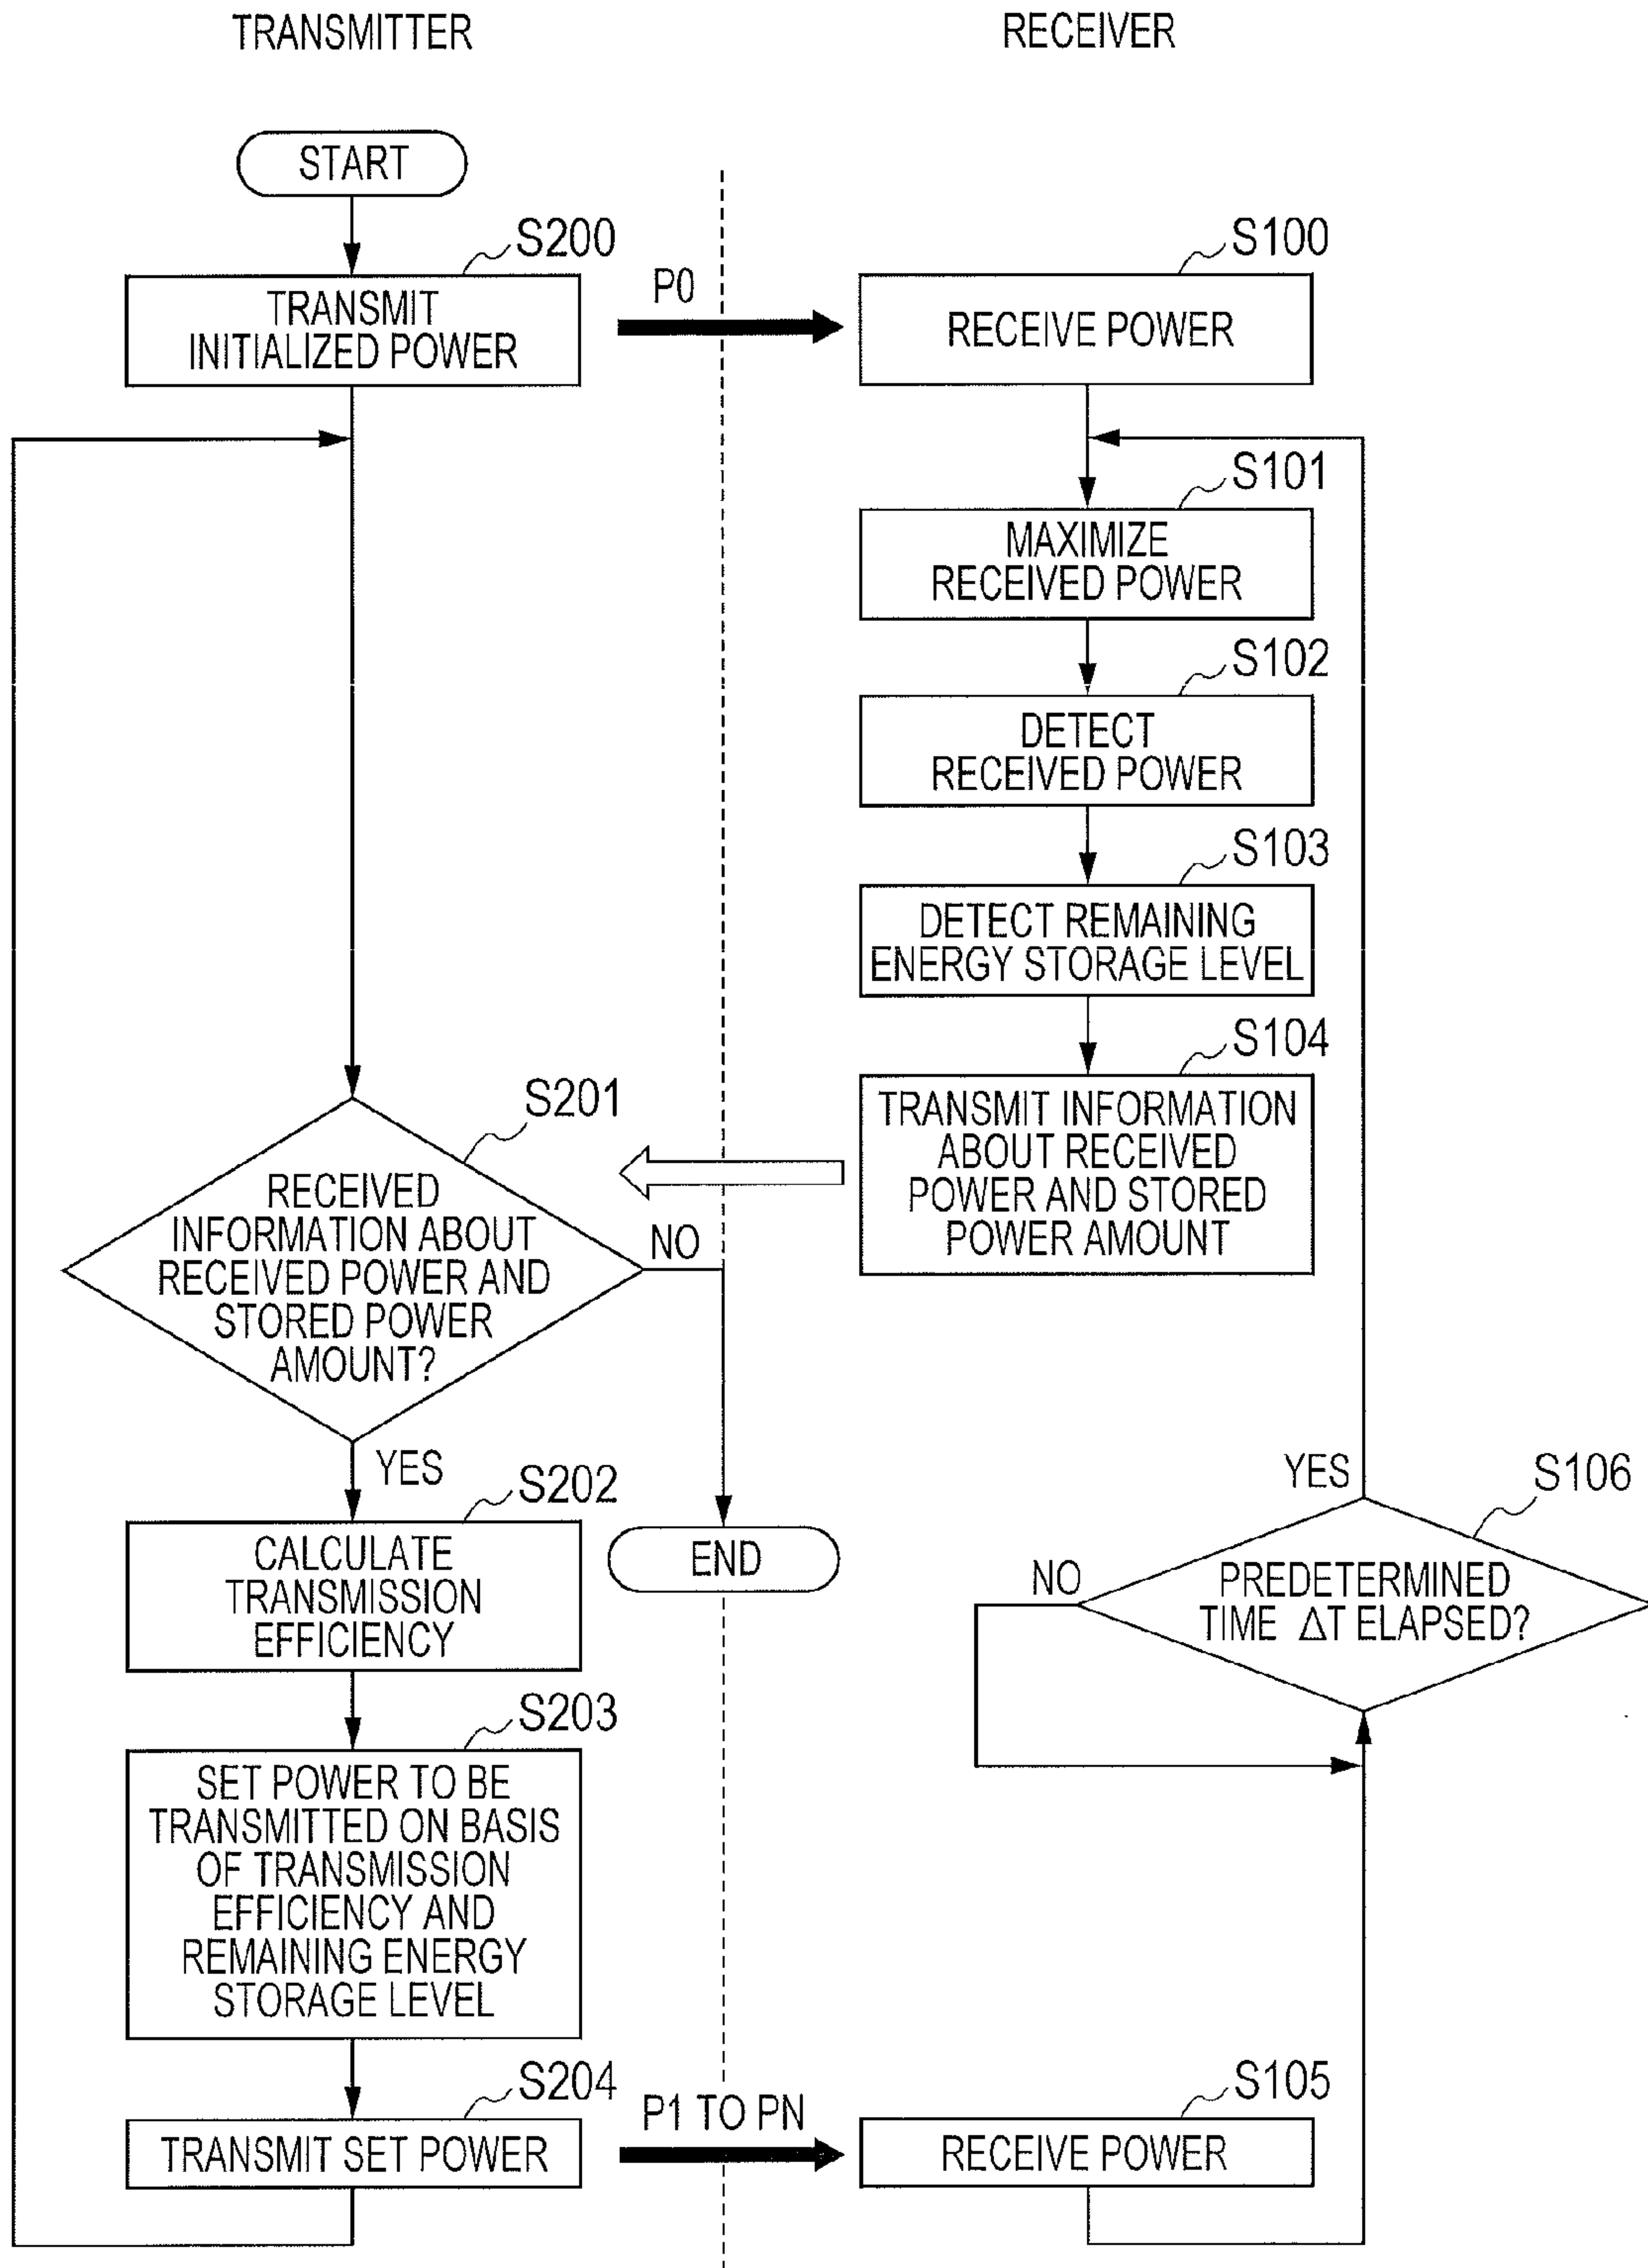 TRANSMITTER
RECEIVER
START
S200
TRANSMIT
INITIALIZED POWER
P0
S100
RECEIVE POWER
S101
MAXIMIZE
RECEIVED POWER
S102
DETECT
RECEIVED POWER
S103
DETECT REMAINING
ENERGY STORAGE LEVEL
S104
TRANSMIT INFORMATION
ABOUT RECEIVED
POWER AND STORED
POWER AMOUNT
S201
RECEIVED
INFORMATION ABOUT
RECEIVED POWER AND
STORED POWER
AMOUNT?
NO
YES
END
S202
CALCULATE
TRANSMISSION
EFFICIENCY
S203
SET POWER TO BE
TRANSMITTED ON BASIS
OF TRANSMISSION
EFFICIENCY AND
REMAINING ENERGY
STORAGE LEVEL
S204
TRANSMIT SET POWER
P1 TO PN
S105
RECEIVE POWER
S106
PREDETERMINED
TIME ΔT ELAPSED?
YES
NO